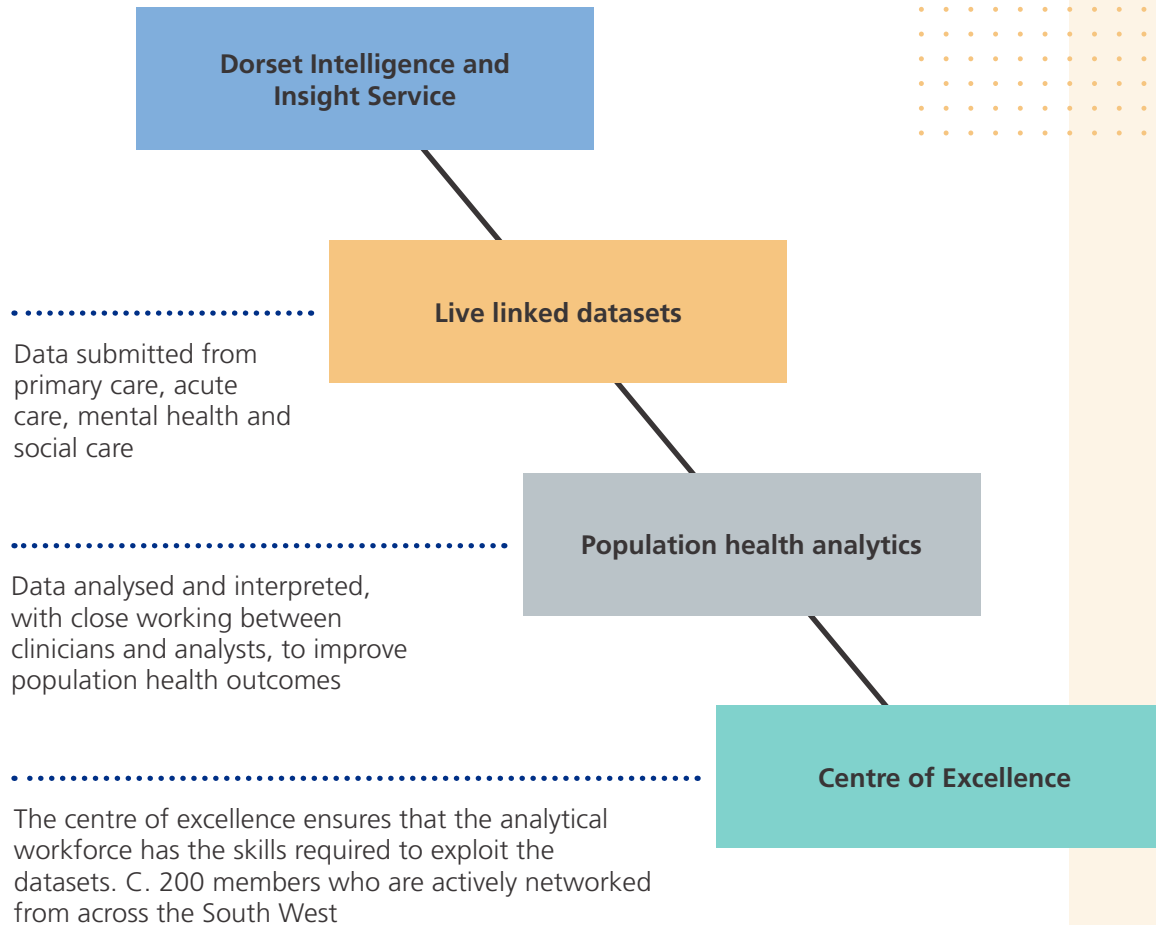 Dorset Intelligence and
Insight Service
Live linked datasets
Data submitted from
primary care, acute
care, mental health and
social care
Population health analytics
Data analysed and interpreted,
with close working between
clinicians and analysts, to improve
population health outcomes
Centre of Excellence
The centre of excellence ensures that the analytical
workforce has the skills required to exploit the
datasets. C. 200 members who are actively networked
from across the South West